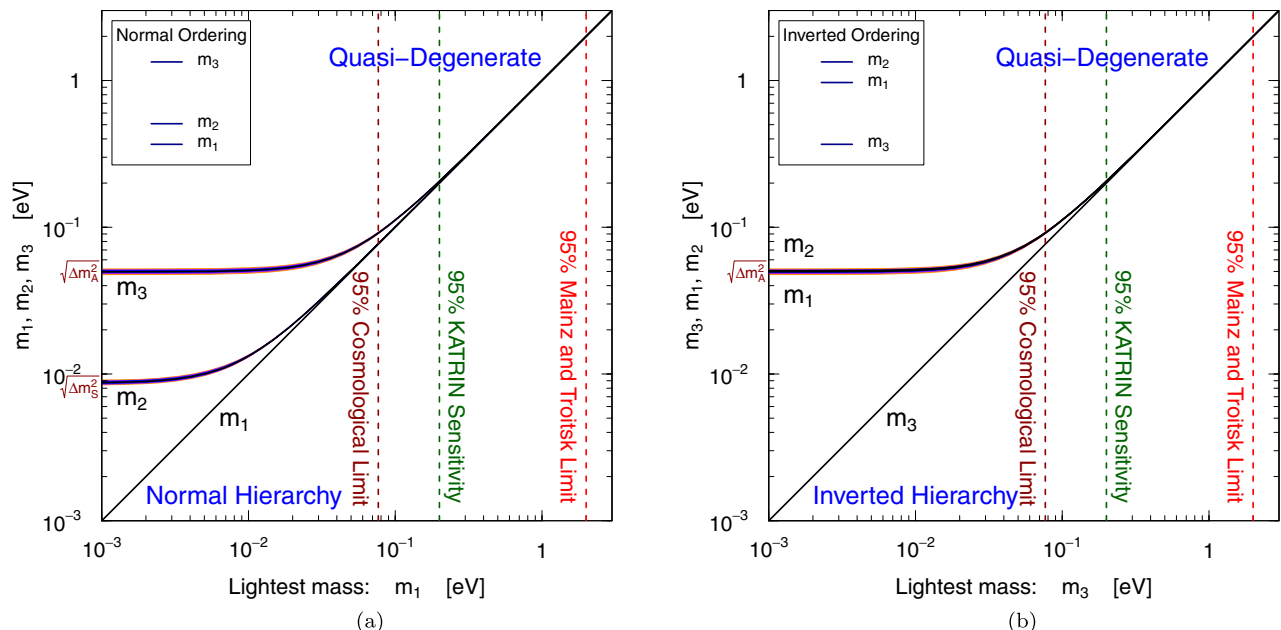 Normal Ordering
m₃
m₂
m₁
Quasi−Degenerate
1
10⁻¹
10⁻²
10⁻³
m₁, m₂, m₃ [eV]
√Δm²_A
√Δm²_S
m₃
m₂
m₁
Normal Hierarchy
95% Cosmological Limit
95% KATRIN Sensitivity
95% Mainz and Troitsk Limit
10⁻³
10⁻²
10⁻¹
1
Lightest mass: m₁ [eV]
(a)
Inverted Ordering
m₂
m₁
m₃
Quasi−Degenerate
1
10⁻¹
10⁻²
10⁻³
m₃, m₁, m₂ [eV]
√Δm²_A
m₂
m₁
m₃
Inverted Hierarchy
95% Cosmological Limit
95% KATRIN Sensitivity
95% Mainz and Troitsk Limit
10⁻³
10⁻²
10⁻¹
1
Lightest mass: m₃ [eV]
(b)